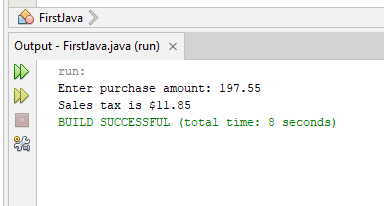 FirstJava
Output - FirstJava.java (run) ×
run:
Enter purchase amount: 197.55
Sales tax is $11.85
BUILD SUCCESSFUL (total time: 8 seconds)